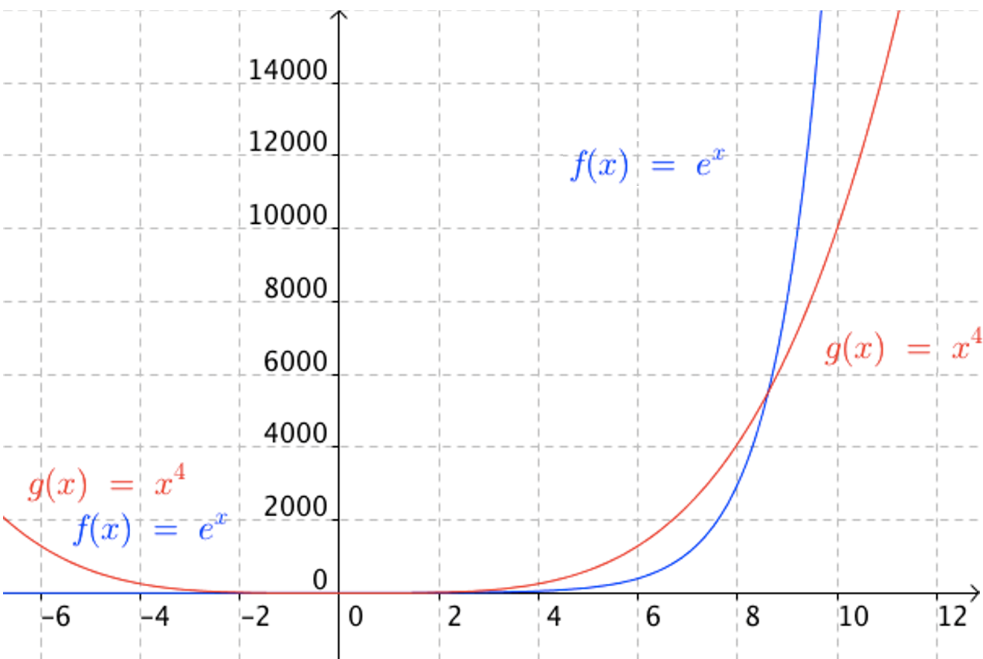 14000
12000
f(x) = e^x
10000
8000
6000
g(x) = x^4
4000
g(x) = x^4
2000
f(x) = e^x
0
−6 −4 −2 0 2 4 6 8 10 12